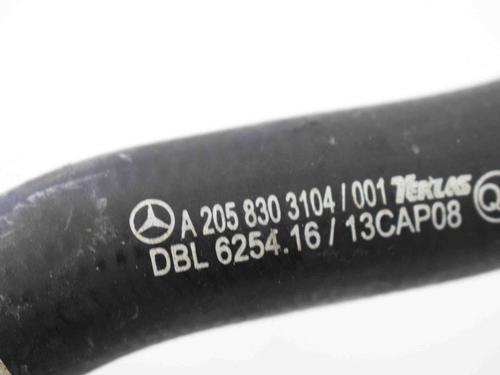 A 205 830 3104 / 001 TEKLAS Q
DBL 6254.16 / 13CAP08